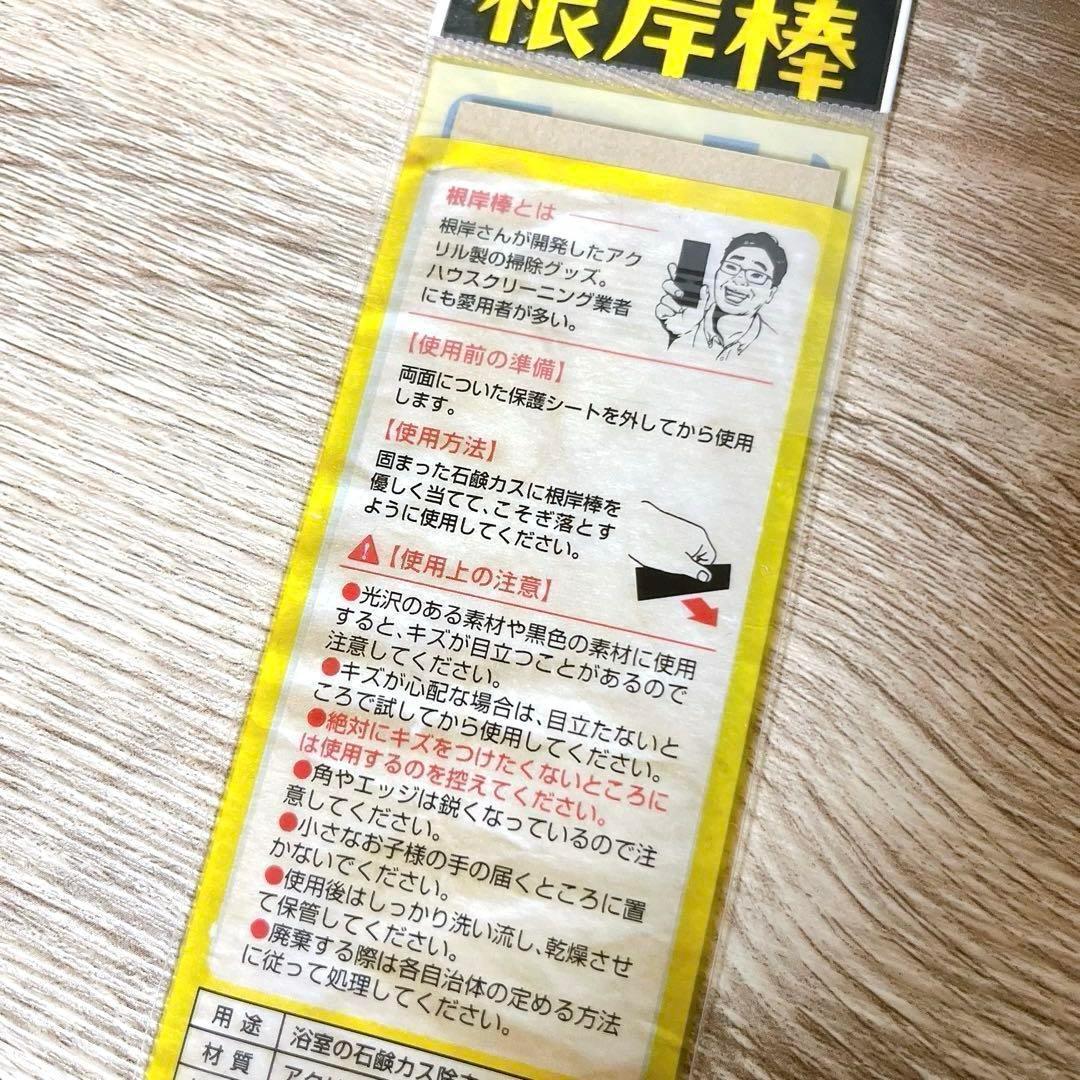 根岸棒
根岸棒とは
根岸さんが開発したアク
リル製の掃除グッズ。
ハウスクリーニング業者
にも愛用者が多い。
【使用前の準備】
両面についた保護シートを外してから使用
します。
【使用方法】
固まった石鹸カスに根岸棒を
優しく当てて、こそぎ落とす
ように使用してください。
【使用上の注意】
●光沢のある素材や黒色の素材に使用
すると、キズが目立つことがあるので
注意してください。
●キズが心配な場合は、目立たないと
ころで試してから使用してください。
●絶対にキズをつけたくないところに
は使用するのを控えてください。
●角やエッジは鋭くなっているので注
意してください。
●小さなお子様の手の届くところに置
かないでください。
●使用後はしっかり洗い流し、乾燥させ
て保管してください。
●廃棄する際は各自治体の定める方法
に従って処理してください。
用途 浴室の石鹸カス除
材質 アク